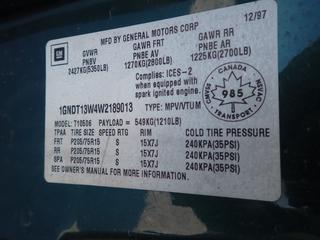 12/97
GM
MFD BY GENERAL MOTORS CORP
GVWR GAWR FRT GAWR RR
PNBV PNBE AV PNBE AR
2427KG(5350LB) 1270KG(2800LB) 1225KG(2700LB)
Complies: ICES-2
when equipped with
spark ignited engine.
CANADA
CMVSS 985 NSVAC
TRANSPORT
1GNDT13W4W2189013 TYPE: MPV/VTUM
MODEL: T10506 PAYLOAD = 549KG(1210LB)
TPAA TIRE SIZE SPEED RTG RIM COLD TIRE PRESSURE
FRT P205/75R15 S 15X7J 240KPA(35PSI)
RR P205/75R15 S 15X7J 240KPA(35PSI)
SPA P205/75R15 S 15X7J 240KPA(35PSI)
SEE OWNER'S MANUAL FOR MORE INFORMATION